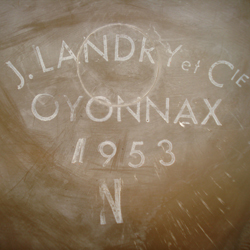 J. LANDRY et CIE
OYONNAX
1953
N